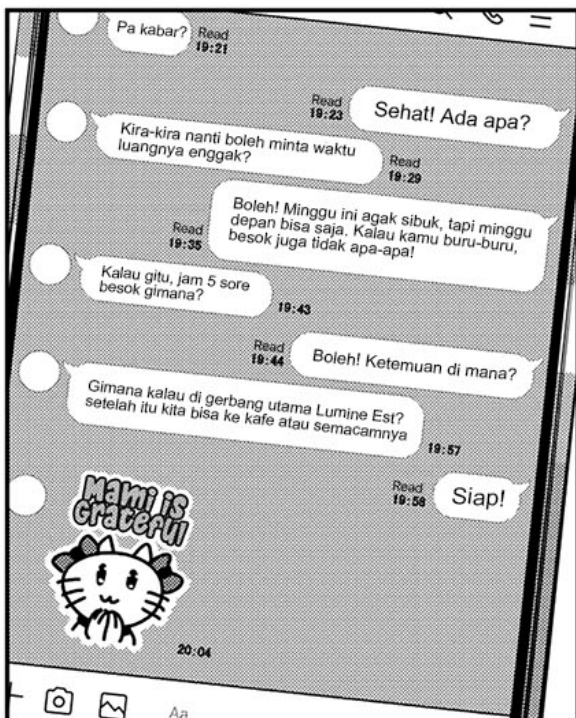 Pa kabar?
Read
19:21
Read
19:23
Sehat! Ada apa?
Kira-kira nanti boleh minta waktu
luangnya enggak?
Read
19:29
Boleh! Minggu ini agak sibuk, tapi minggu
depan bisa saja. Kalau kamu buru-buru,
besok juga tidak apa-apa!
Read
19:35
Kalau gitu, jam 5 sore
besok gimana?
19:43
Read
19:44
Boleh! Ketemuan di mana?
Gimana kalau di gerbang utama Lumine Est?
setelah itu kita bisa ke kafe atau semacamnya
19:57
Read
19:58
Siap!
Mami is
Grateful
20:04
Aa